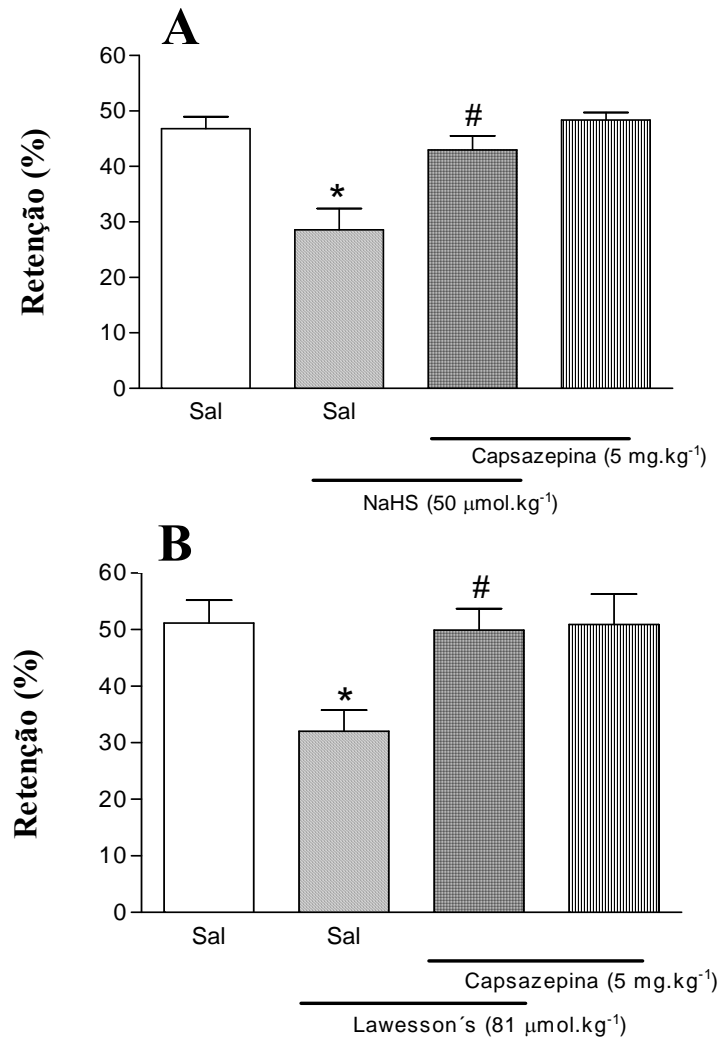 A
Retenção (%)
60
50
40
30
20
10
0
*
#
Sal
Sal
Capsazepina (5 mg.kg⁻¹)
NaHS (50 μmol.kg⁻¹)
B
Retenção (%)
60
50
40
30
20
10
0
*
#
Sal
Sal
Capsazepina (5 mg.kg⁻¹)
Lawesson´s (81 μmol.kg⁻¹)